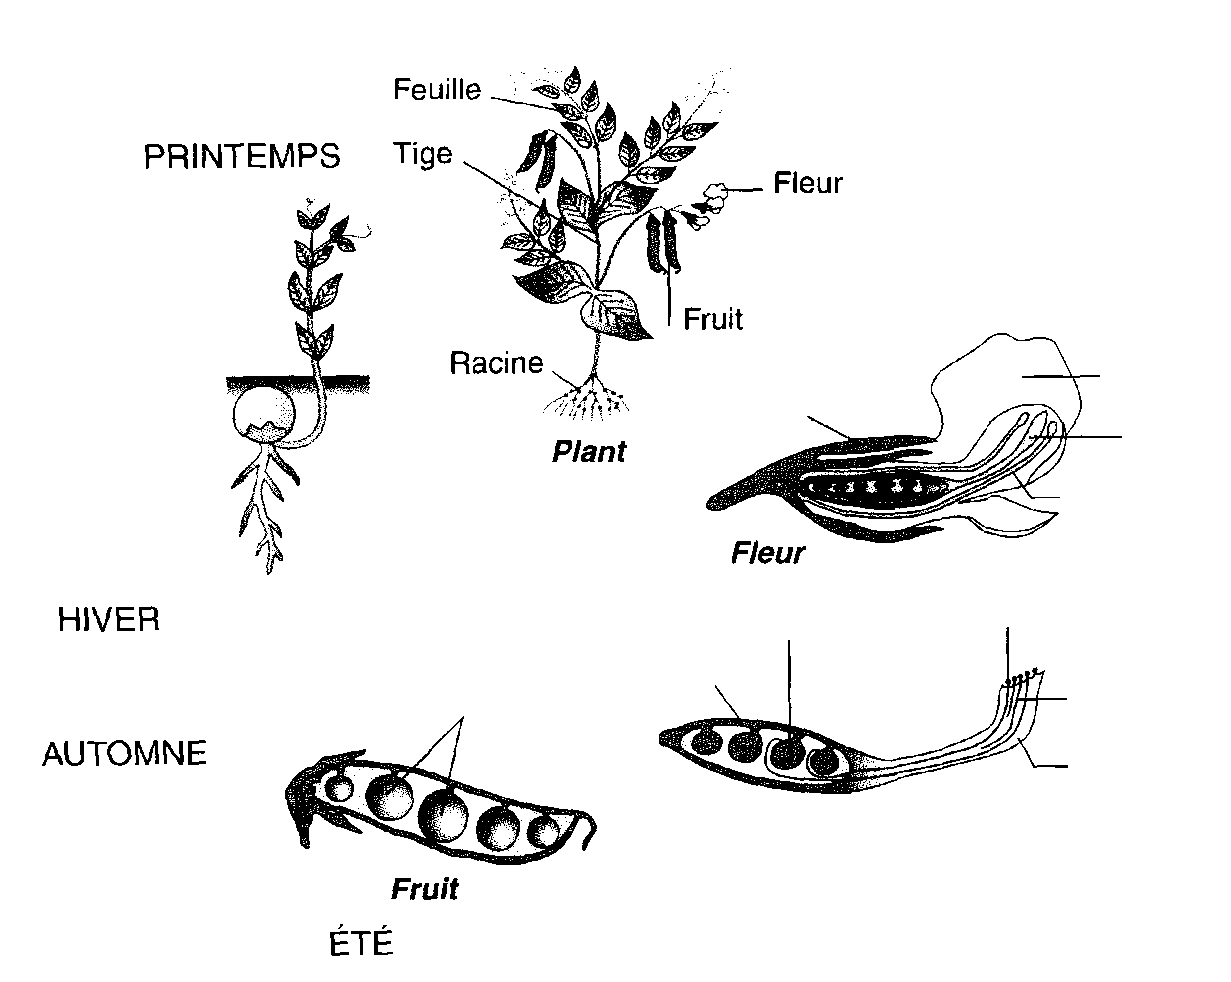 Feuille
PRINTEMPS
Tige
Fleur
Fruit
Racine
Plant
Fleur
HIVER
AUTOMNE
Fruit
ÉTÉ